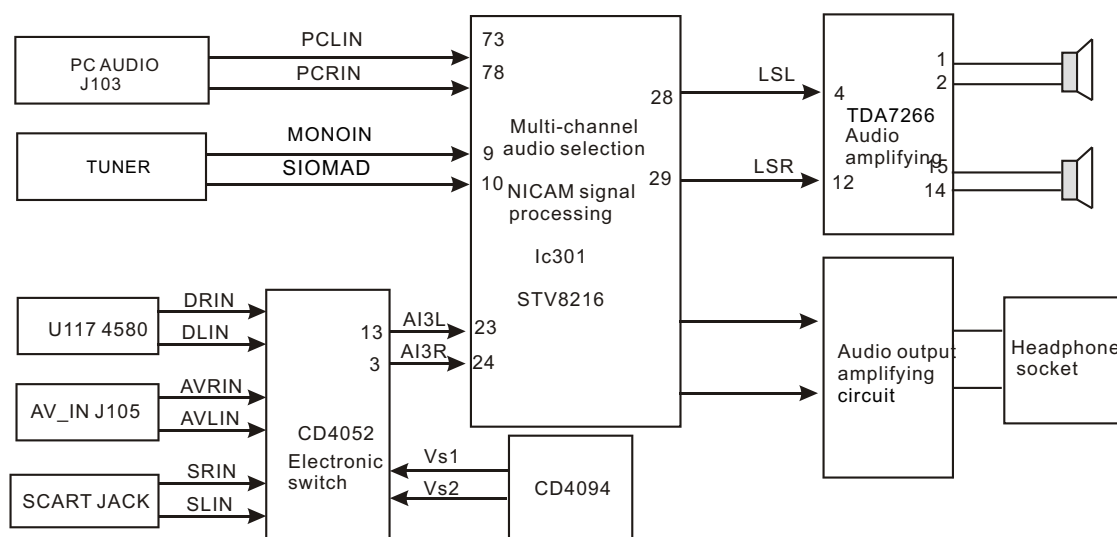 PC AUDIO
J103
PCLIN
PCRIN
73
78
TUNER
MONOIN
SIOMAD
9
10
Multi-channel
audio selection
NICAM signal
processing
Ic301
STV8216
28
29
LSL
LSR
4
12
TDA7266
Audio
amplifying
1
2
15
14
U117 4580
DRIN
DLIN
AV_IN J105
AVRIN
AVLIN
SCART JACK
SRIN
SLIN
13
3
CD4052
Electronic
switch
AI3L
AI3R
23
24
Vs1
Vs2
CD4094
Audio output
amplifying
circuit
Headphone
socket